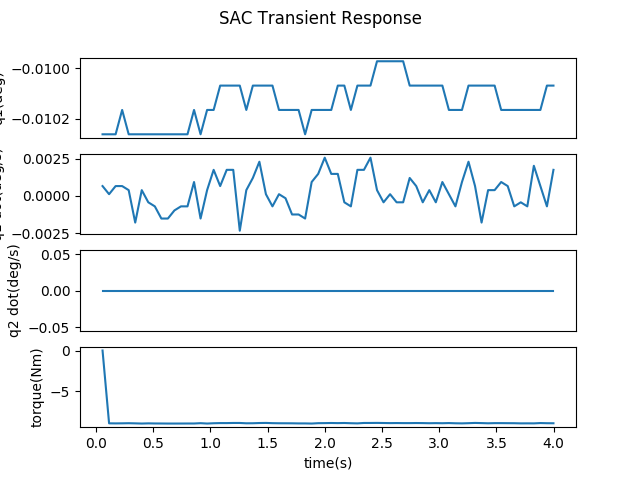 SAC Transient Response
−0.0100
−0.0102
q1(deg)
0.0025
0.0000
−0.0025
0.05
0.00
−0.05
q2 dot(deg/s)
0
−5
torque(Nm)
0.0 0.5 1.0 1.5 2.0 2.5 3.0 3.5 4.0
time(s)